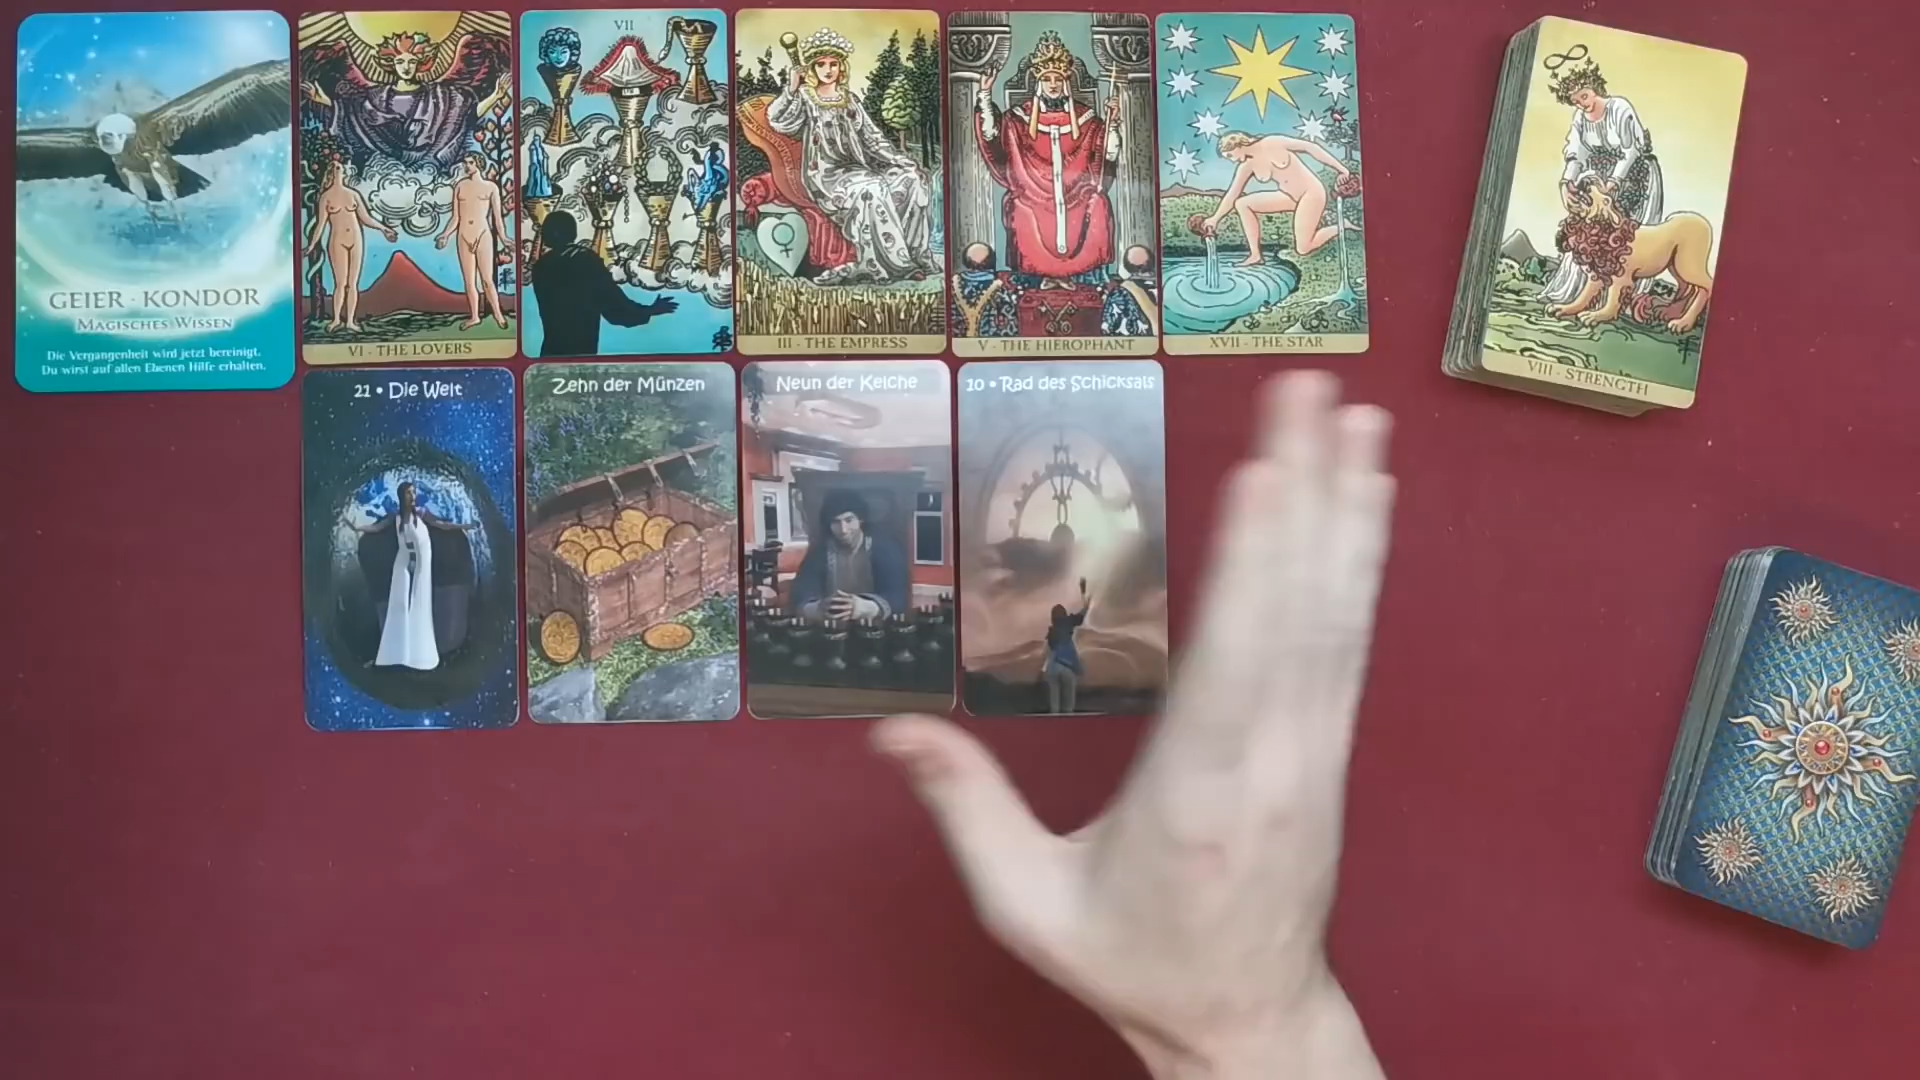 GEIER · KONDOR
MAGISCHES WISSEN
Die Vergangenheit wird jetzt bereinigt.
Du wirst auf allen Ebenen Hilfe erhalten.
VI · THE LOVERS
VII
III · THE EMPRESS
V · THE HIEROPHANT
XVII · THE STAR
VIII · STRENGTH
21 • Die Welt
Zehn der Münzen
Neun der Kelche
10 • Rad des Schicksals